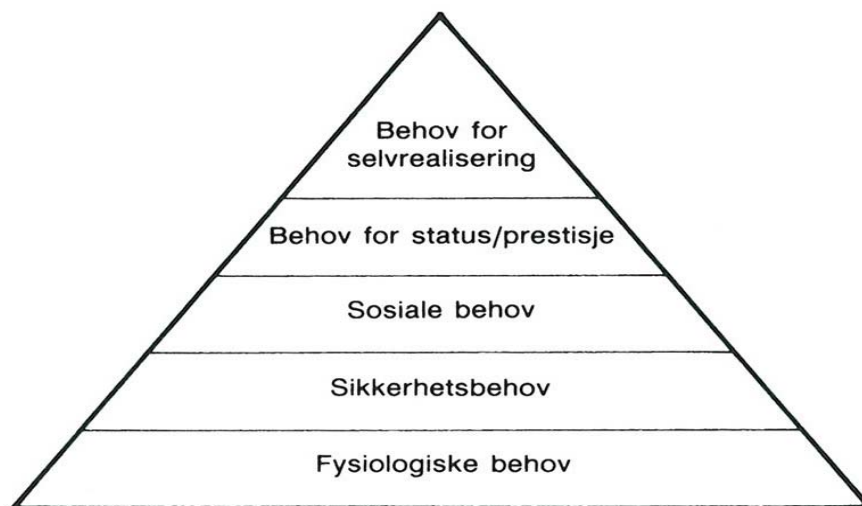 Behov for
selvrealisering
Behov for status/prestisje
Sosiale behov
Sikkerhetsbehov
Fysiologiske behov